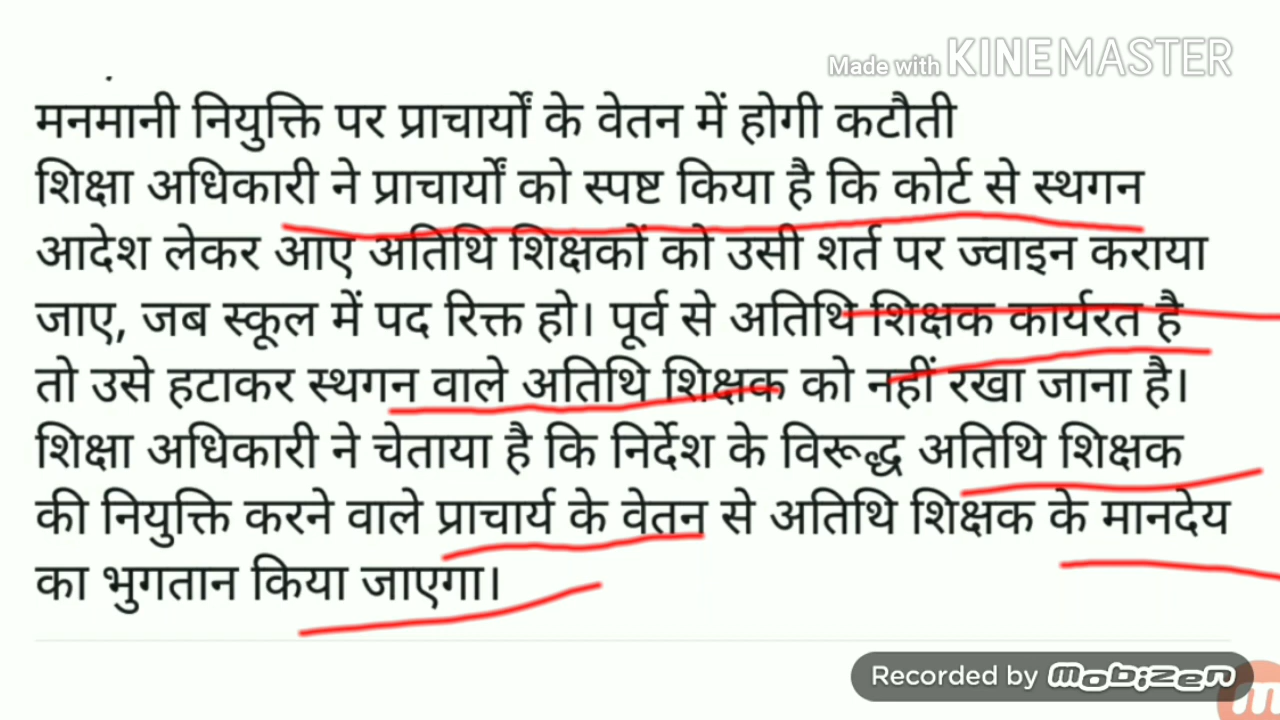 Made with KINEMASTER
मनमानी नियुक्ति पर प्राचार्यों के वेतन में होगी कटौती
शिक्षा अधिकारी ने प्राचार्यों को स्पष्ट किया है कि कोर्ट से स्थगन
आदेश लेकर आए अतिथि शिक्षकों को उसी शर्त पर ज्वाइन कराया
जाए, जब स्कूल में पद रिक्त हो। पूर्व से अतिथि शिक्षक कार्यरत है
तो उसे हटाकर स्थगन वाले अतिथि शिक्षक को नहीं रखा जाना है।
शिक्षा अधिकारी ने चेताया है कि निर्देश के विरूद्ध अतिथि शिक्षक
की नियुक्ति करने वाले प्राचार्य के वेतन से अतिथि शिक्षक के मानदेय
का भुगतान किया जाएगा।
Recorded by mobizen